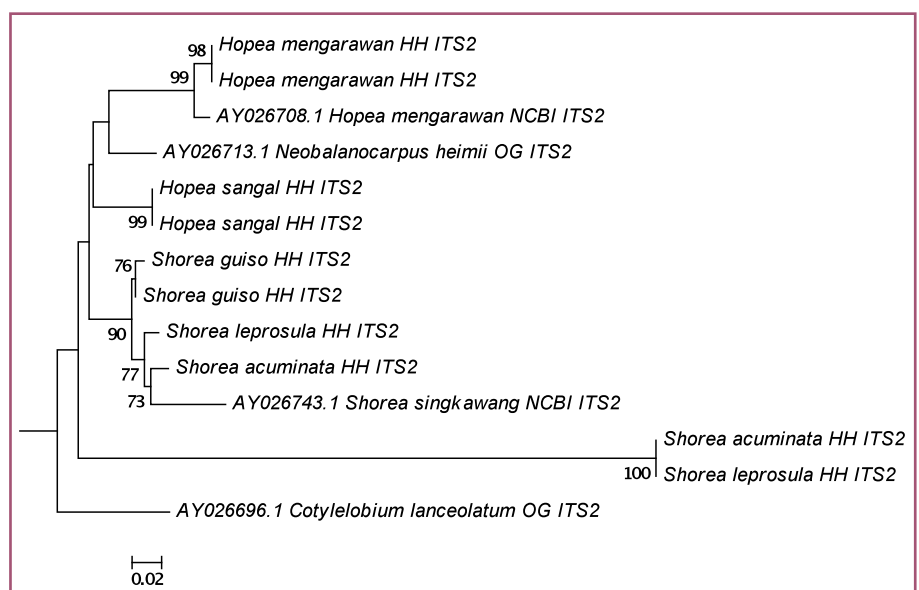 98
Hopea mengarawan HH ITS2
99
Hopea mengarawan HH ITS2
AY026708.1 Hopea mengarawan NCBI ITS2
AY026713.1 Neobalanocarpus heimii OG ITS2
Hopea sangal HH ITS2
99
Hopea sangal HH ITS2
76
Shorea guiso HH ITS2
Shorea guiso HH ITS2
90
Shorea leprosula HH ITS2
77
Shorea acuminata HH ITS2
73
AY026743.1 Shorea singkawang NCBI ITS2
Shorea acuminata HH ITS2
100
Shorea leprosula HH ITS2
AY026696.1 Cotylelobium lanceolatum OG ITS2
0.02